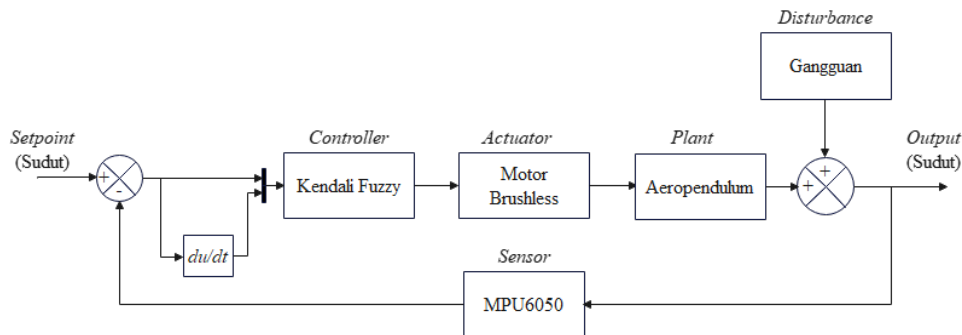 Disturbance
Gangguan
Setpoint
(Sudut)
Controller
Actuator
Plant
Output
(Sudut)
+
-
Kendali Fuzzy
Motor
Brushless
Aeropendulum
+
+
du/dt
Sensor
MPU6050